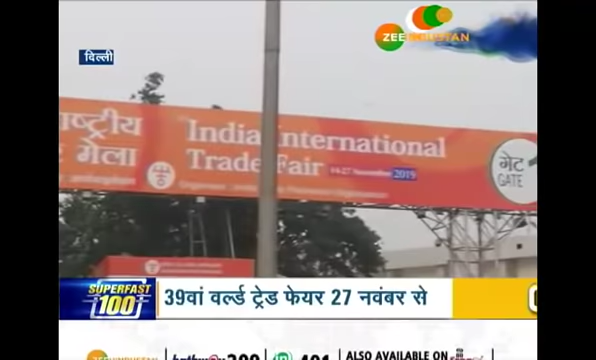 ZEE HINDUSTAN
दिल्ली
ाष्ट्रीय
India International
मेला
Trade Fair 14-27 November 2019
गेट
GATE
SUPERFAST
100
39वां वर्ल्ड ट्रेड फेयर 27 नवंबर से
ALSO AVAILABLE ON